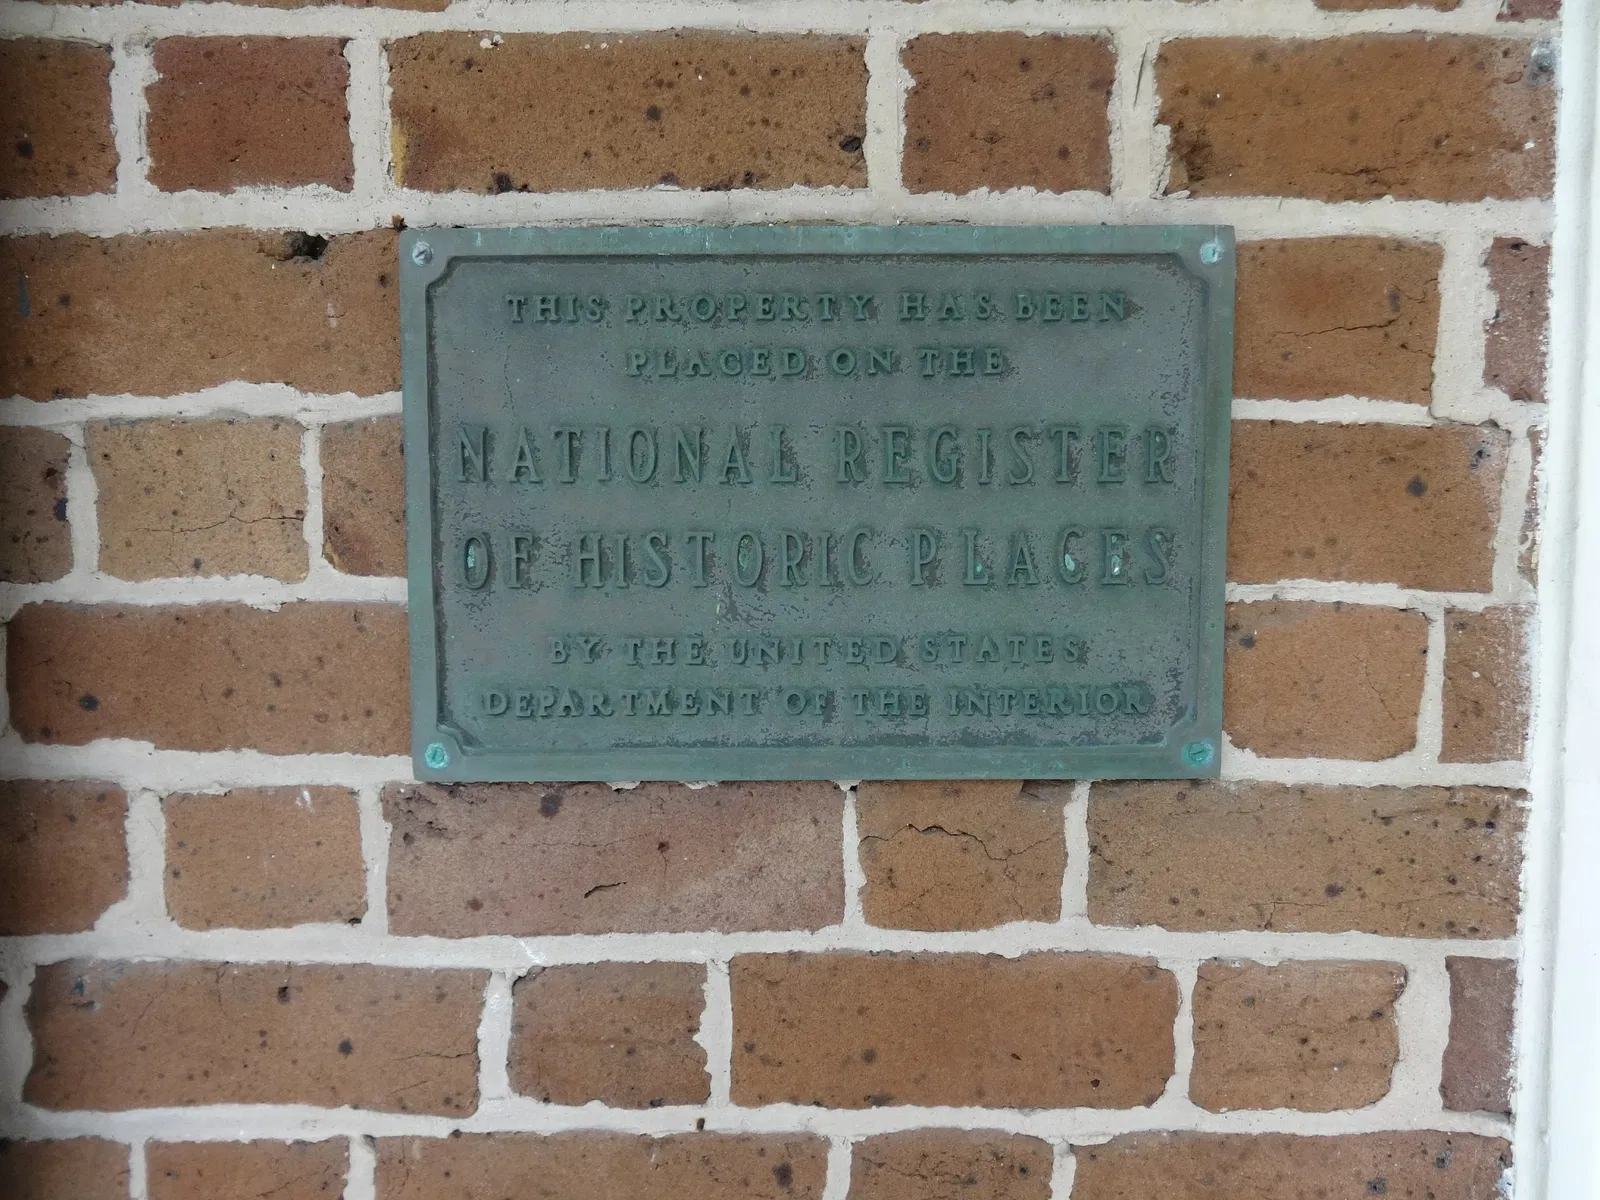 THIS PROPERTY HAS BEEN
PLACED ON THE
NATIONAL REGISTER
OF HISTORIC PLACES
BY THE UNITED STATES
DEPARTMENT OF THE INTERIOR